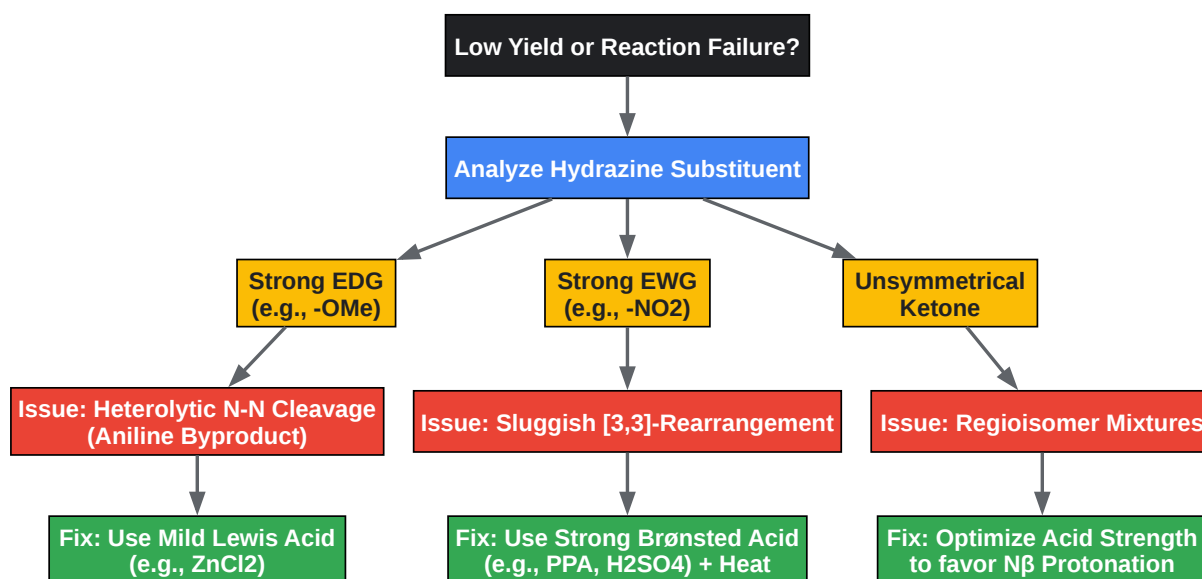 Low Yield or Reaction Failure?
Analyze Hydrazine Substituent
Strong EDG
(e.g., -OMe)
Strong EWG
(e.g., -NO2)
Unsymmetrical
Ketone
Issue: Heterolytic N-N Cleavage
(Aniline Byproduct)
Issue: Sluggish [3,3]-Rearrangement
Issue: Regioisomer Mixtures
Fix: Use Mild Lewis Acid
(e.g., ZnCl2)
Fix: Use Strong Brønsted Acid
(e.g., PPA, H2SO4) + Heat
Fix: Optimize Acid Strength
to favor Nβ Protonation